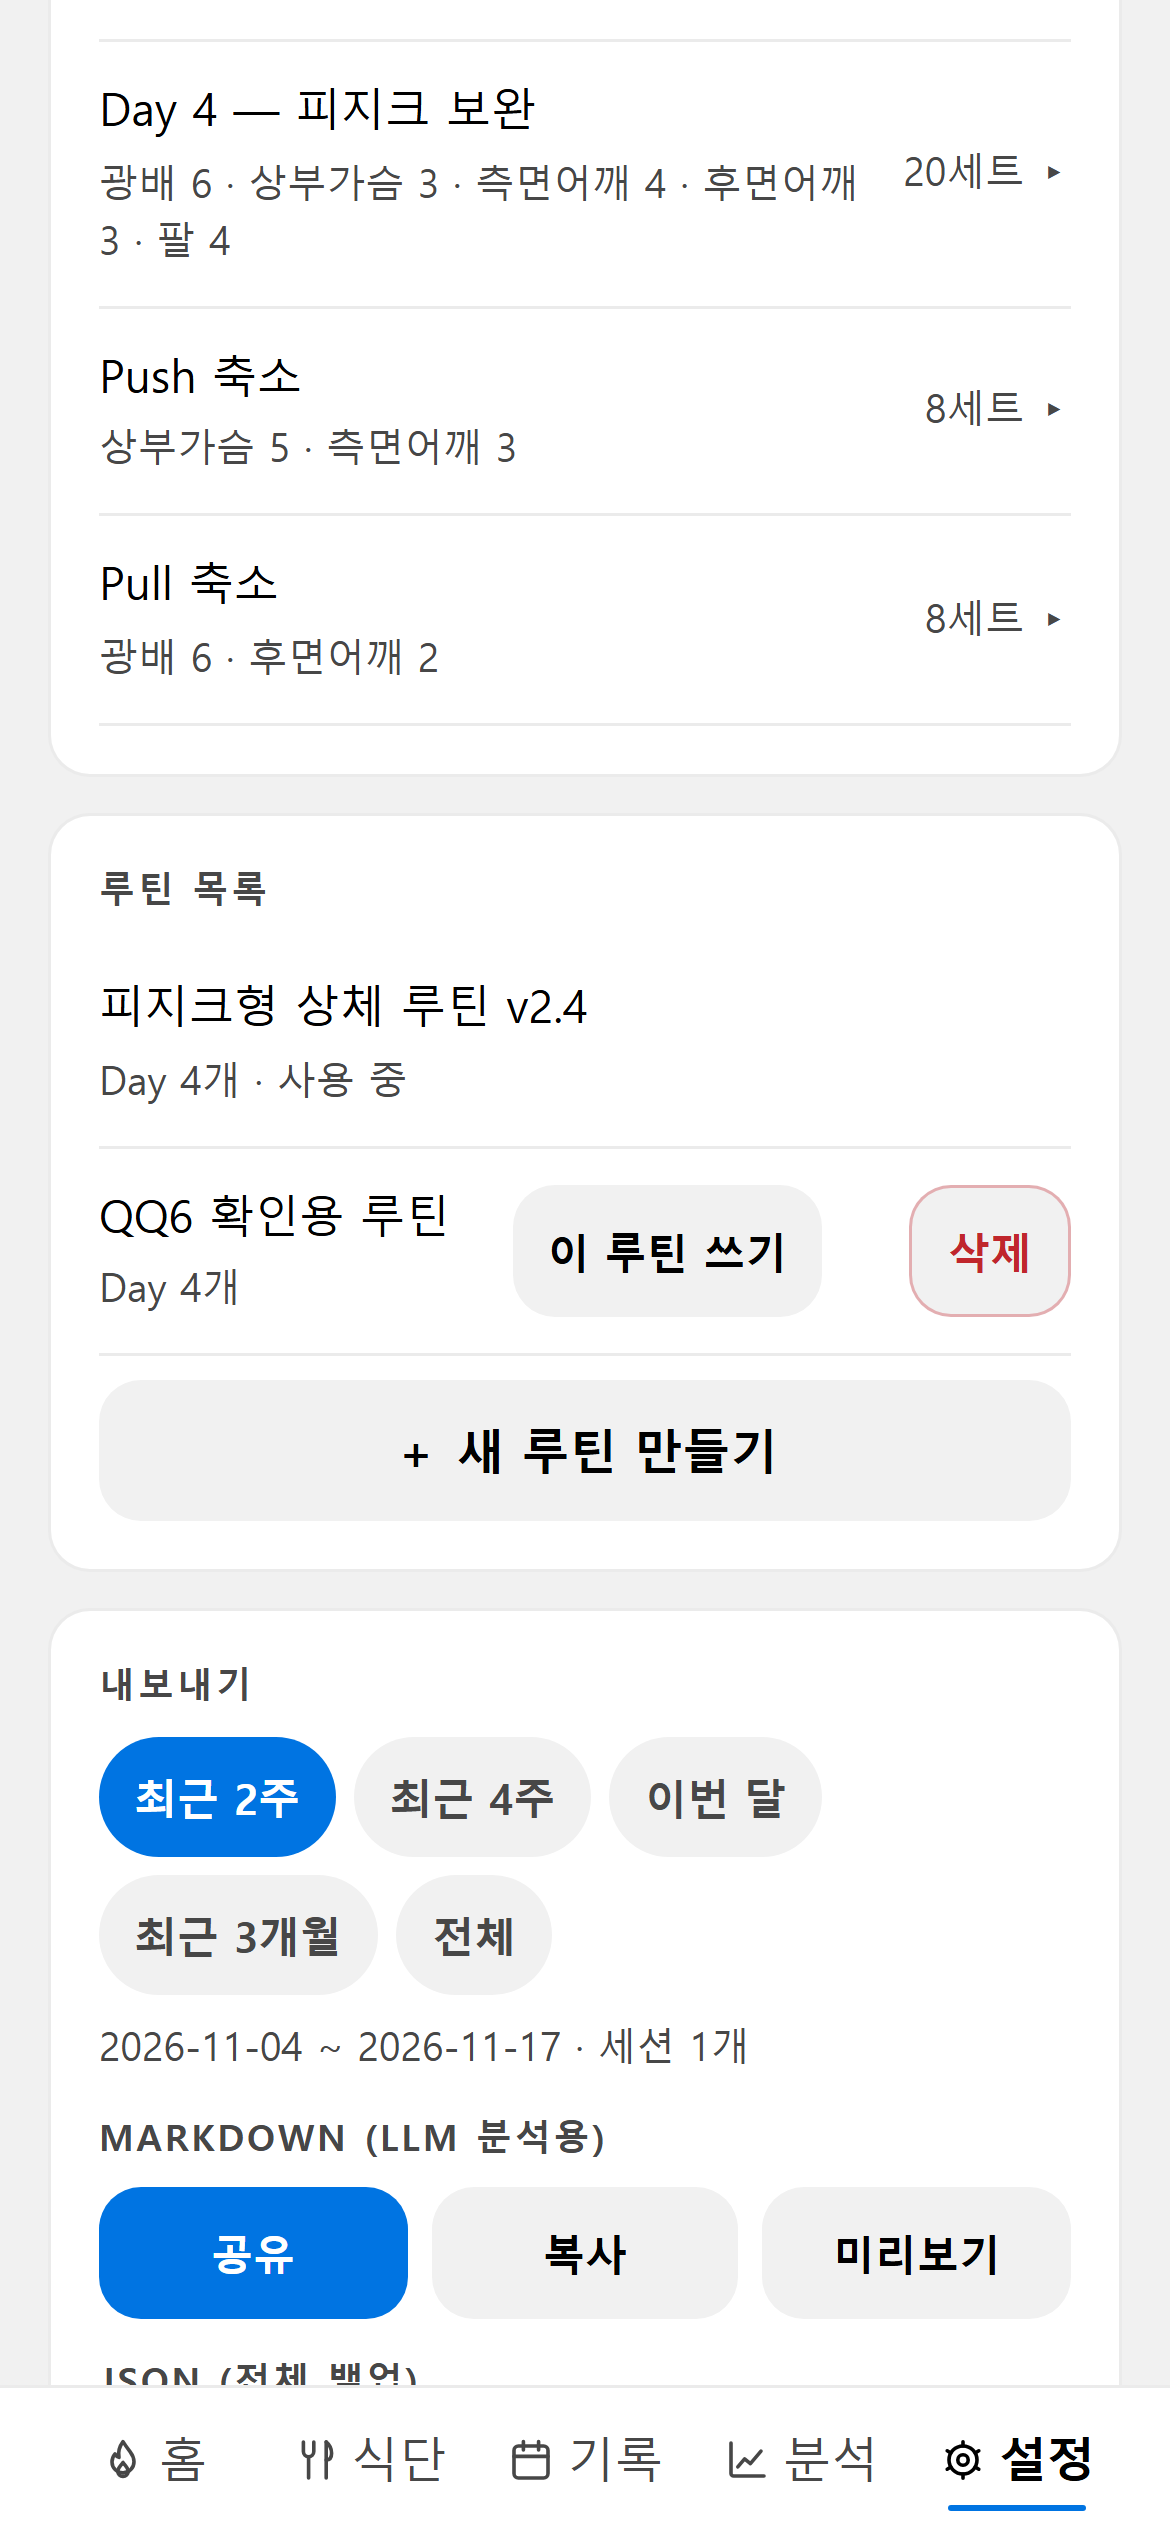 Day 4 — 피지크 보완
광배 6 · 상부가슴 3 · 측면어깨 4 · 후면어깨
3 · 팔 4
20세트 ▸
Push 축소
상부가슴 5 · 측면어깨 3
8세트 ▸
Pull 축소
광배 6 · 후면어깨 2
8세트 ▸
루틴 목록
피지크형 상체 루틴 v2.4
Day 4개 · 사용 중
QQ6 확인용 루틴
Day 4개
이 루틴 쓰기
삭제
+ 새 루틴 만들기
내보내기
최근 2주 최근 4주 이번 달
최근 3개월 전체
2026-11-04 ~ 2026-11-17 · 세션 1개
MARKDOWN (LLM 분석용)
공유 복사 미리보기
JSON (전체 백업)
홈 식단 기록 분석 설정